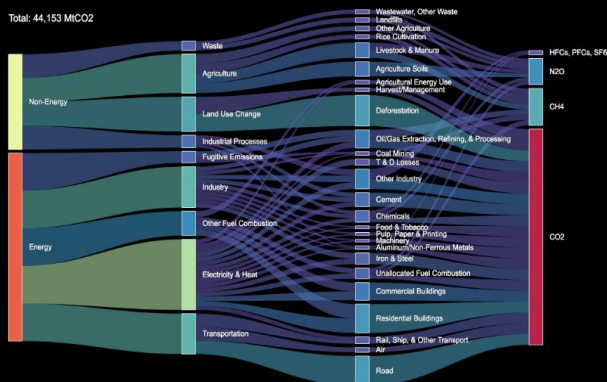 Total: 44,153 MtCO2
Non-Energy
Energy
Waste
Agriculture
Land Use Change
Industrial Processes
Fugitive Emissions
Industry
Other Fuel Combustion
Electricity & Heat
Transportation
Wastewater, Other Waste
Landfills
Other Agriculture
Rice Cultivation
Livestock & Manure
Agriculture Soils
Agricultural Energy Use
Harvest/Management
Deforestation
Oil/Gas Extraction, Refining, & Processing
Coal Mining
T & D Losses
Other Industry
Cement
Chemicals
Food & Tobacco
Pulp, Paper & Printing
Machinery
Aluminum/Non-Ferrous Metals
Iron & Steel
Unallocated Fuel Combustion
Commercial Buildings
Residential Buildings
Rail, Ship, & Other Transport
Air
Road
HFCs, PFCs, SF6
N2O
CH4
CO2